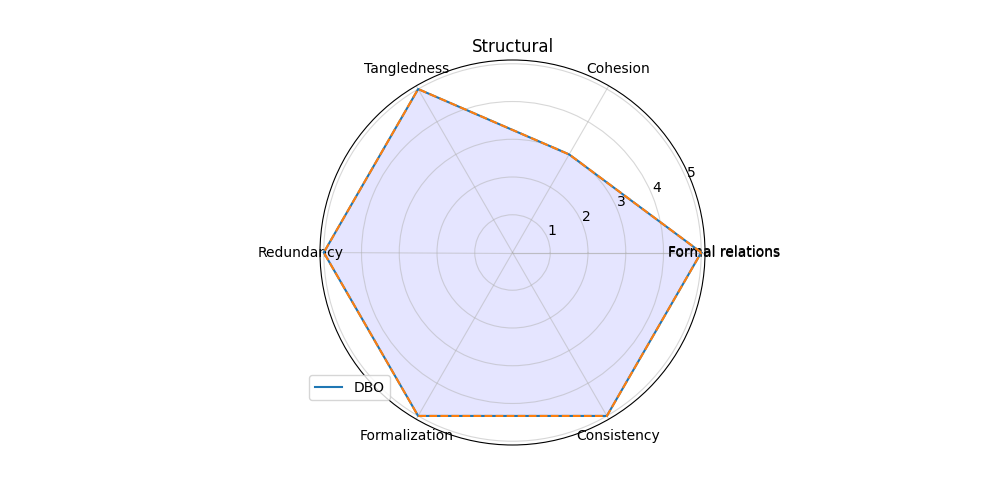 Structural
Tangledness
Cohesion
5
4
3
2
1
Redundancy
Formal relations
DBO
Formalization
Consistency